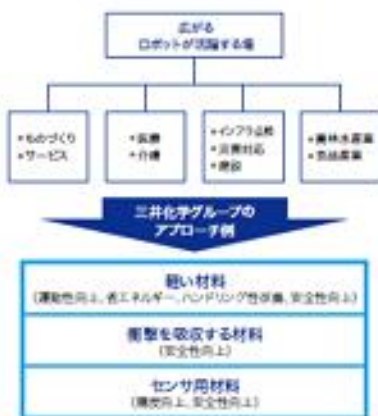 広がる
ロボットが活躍する場
•ものづくり
•サービス
•医療
•介護
•インフラ点検
•災害対応
•建設
•農林水産業
•食品産業
三井化学グループの
アプローチ例
軽い材料
(運動性向上、省エネルギー、ハンドリング性改善、安全性向上)
衝撃を吸収する材料
(安全性向上)
センサ用材料
(精度向上、安全性向上)